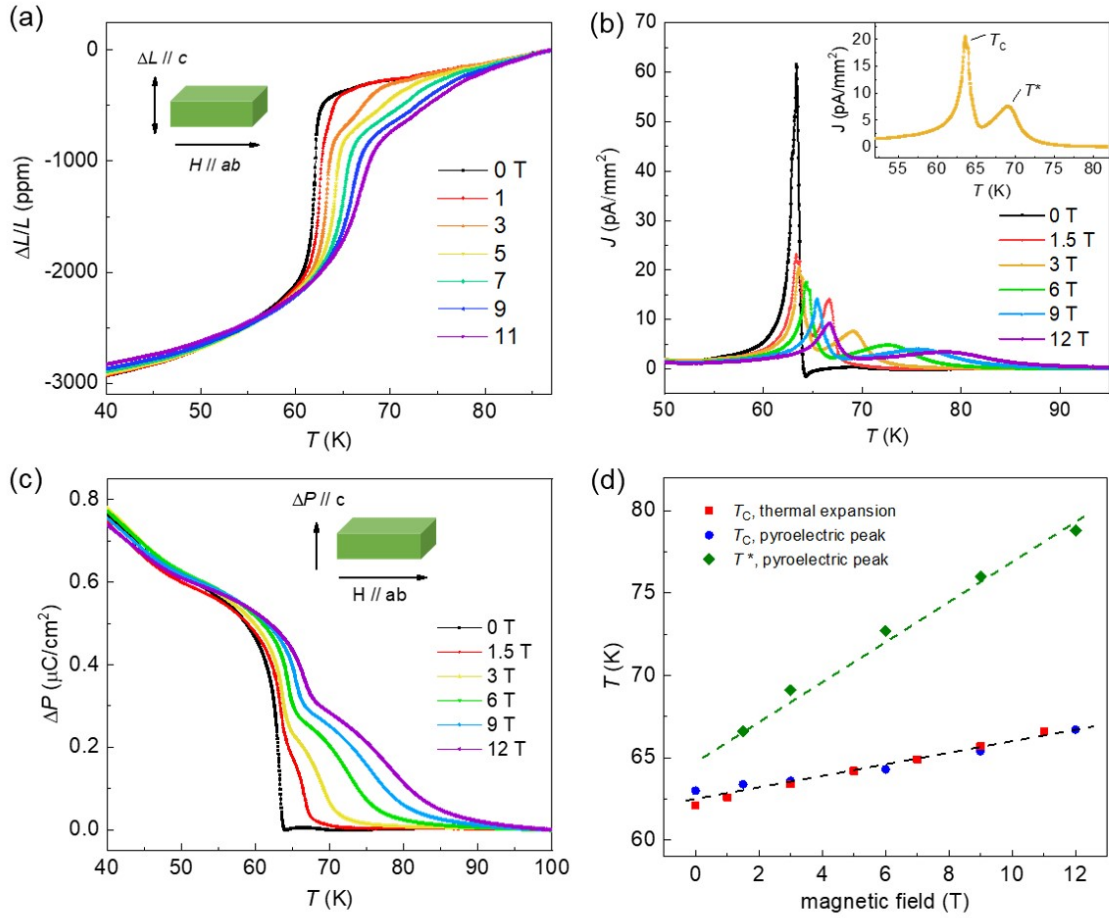 (a)
0
-1000
-2000
-3000
ΔL/L (ppm)
ΔL // c
H // ab
0 T
1
3
5
7
9
11
40
50
60
70
80
T (K)
(b)
70
60
50
40
30
20
10
0
J (pA/mm²)
20
15
10
5
0
J (pA/mm²)
T_C
T*
55 60 65 70 75 80
T (K)
0 T
1.5 T
3 T
6 T
9 T
12 T
50
60
70
80
90
T (K)
(c)
0.8
0.6
0.4
0.2
0.0
ΔP (μC/cm²)
ΔP // c
H // ab
0 T
1.5 T
3 T
6 T
9 T
12 T
40
50
60
70
80
90
100
T (K)
(d)
80
75
70
65
60
T (K)
T_C, thermal expansion
T_C, pyroelectric peak
T*, pyroelectric peak
0
2
4
6
8
10
12
magnetic field (T)